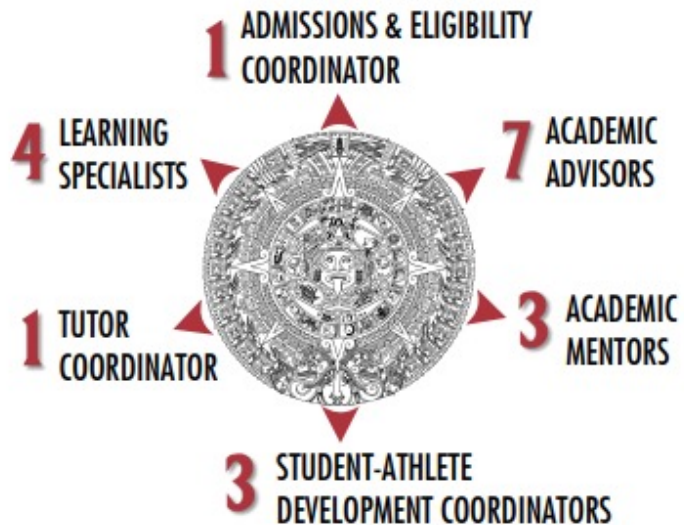 1 ADMISSIONS & ELIGIBILITY
COORDINATOR
4 LEARNING
SPECIALISTS
7 ACADEMIC
ADVISORS
1 TUTOR
COORDINATOR
3 ACADEMIC
MENTORS
3 STUDENT-ATHLETE
DEVELOPMENT COORDINATORS